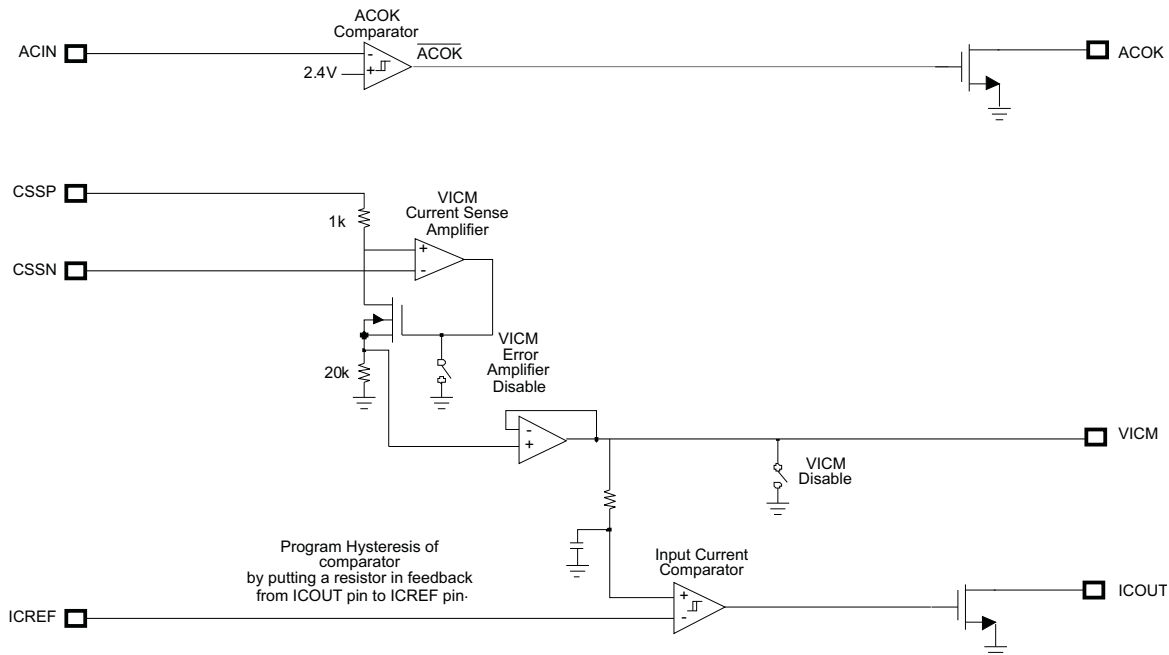 ACOK
Comparator
ACIN
-
2.4V
+
ACOK
ACOK
CSSP
1k
VICM
Current Sense
Amplifier
+
-
CSSN
VICM
Error
Amplifier
Disable
20k
-
+
VICM
VICM
Disable
Program Hysteresis of
comparator
by putting a resistor in feedback
from ICOUT pin to ICREF pin.
Input Current
Comparator
+
-
ICOUT
ICREF